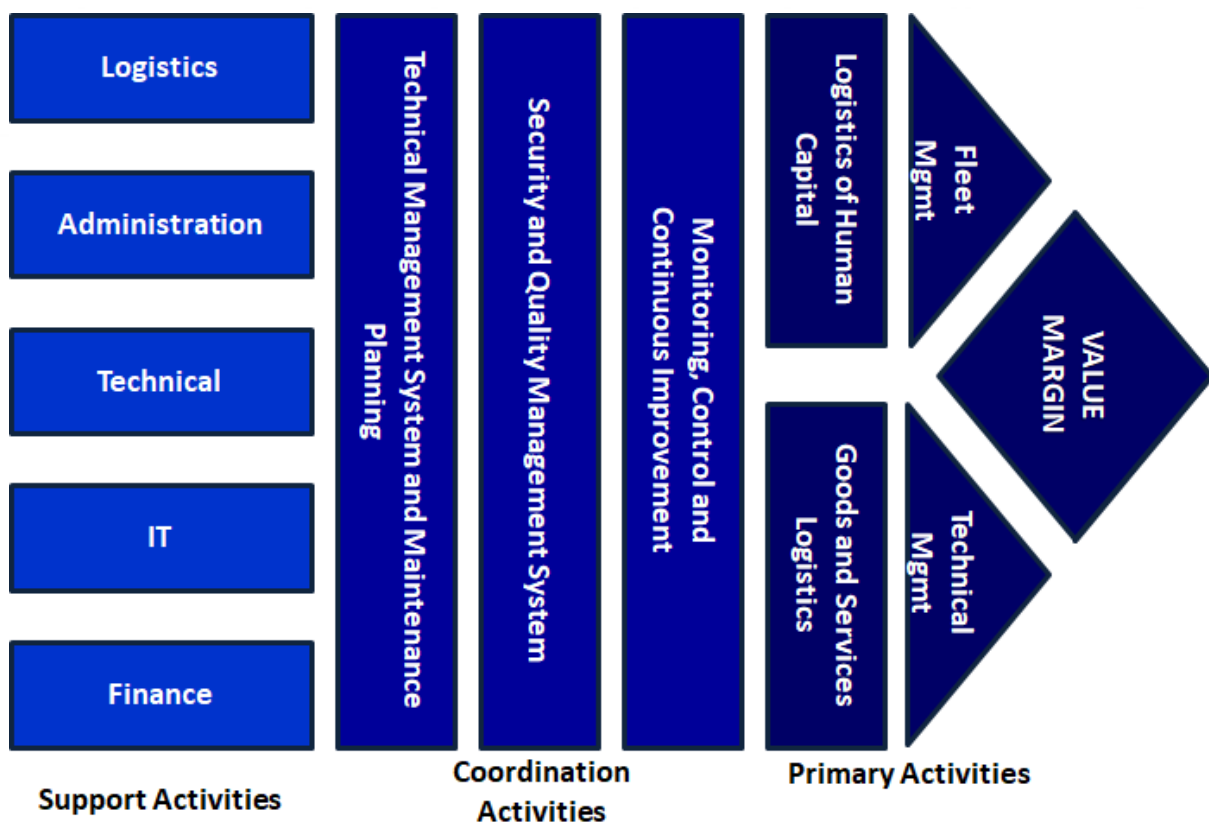 Logistics
Administration
Technical
IT
Finance
Support Activities
Technical Management System and Maintenance
Planning
Security and Quality Management System
Monitoring, Control and
Continuous Improvement
Coordination
Activities
Logistics of Human
Capital
Fleet
Mgmt
Goods and Services
Logistics
Technical
Mgmt
Primary Activities
VALUE
MARGIN